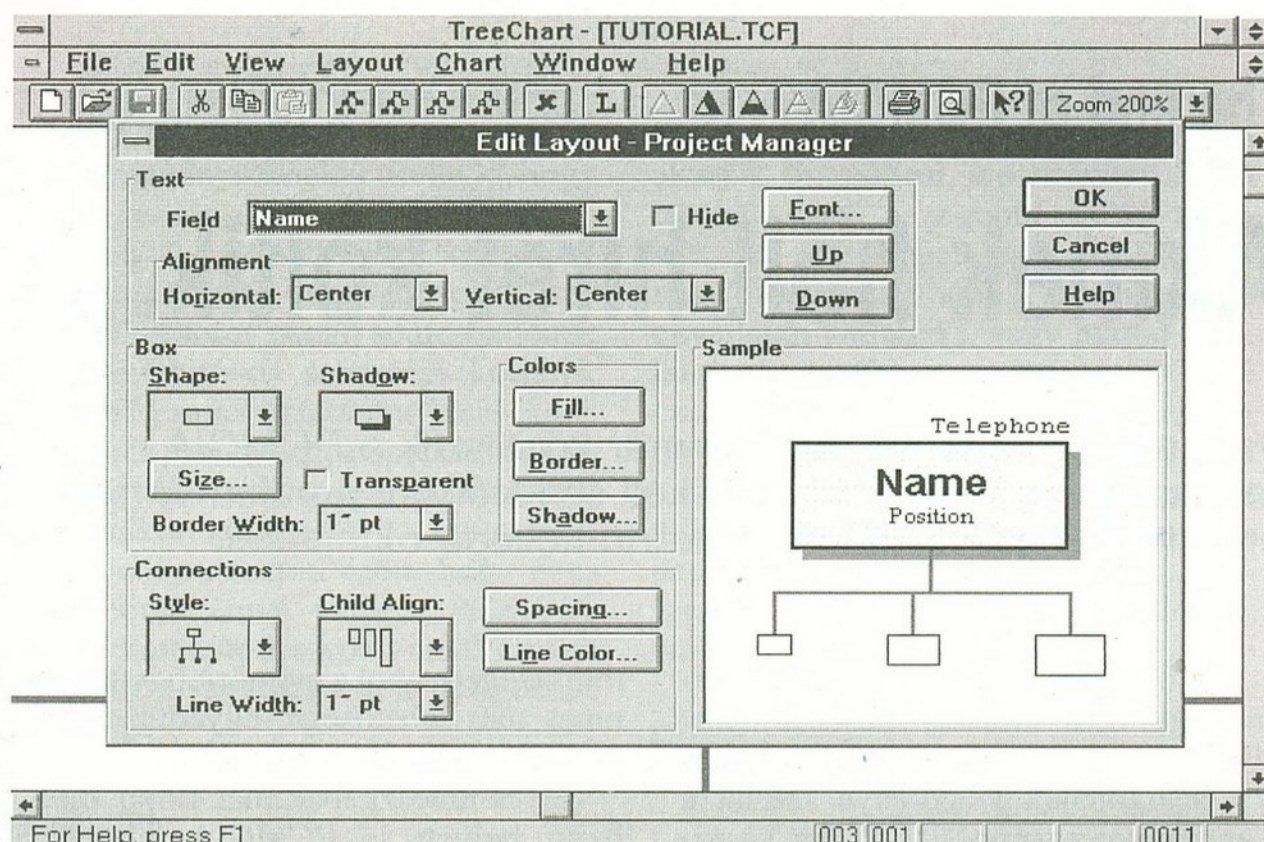 TreeChart - [TUTORIAL.TCF]
File Edit View Layout Chart Window Help
L Zoom 200%
Edit Layout - Project Manager
Text
Field Name Hide Font... OK
Up Cancel
Alignment
Horizontal: Center Vertical: Center Down Help
Box
Shape: Shadow: Colors
Fill...
Size... Transparent Border...
Border Width: 1˜ pt Shadow...
Connections
Style: Child Align: Spacing...
Line Color...
Line Width: 1˜ pt
Sample
Telephone
Name
Position
For Help, press F1 003 001 0011